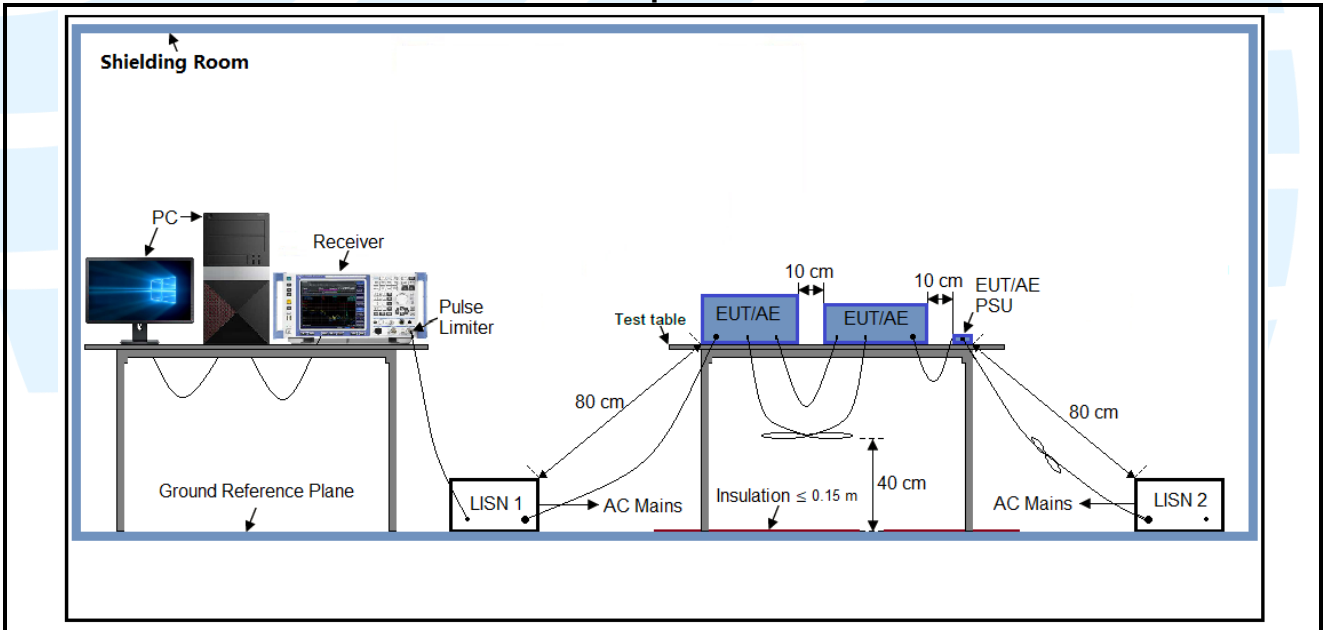 Shielding Room
PC
Receiver
Pulse
Limiter
10 cm
10 cm
EUT/AE
PSU
Test table
EUT/AE
EUT/AE
80 cm
80 cm
40 cm
Ground Reference Plane
LISN 1
AC Mains
Insulation ≤ 0.15 m
AC Mains
LISN 2